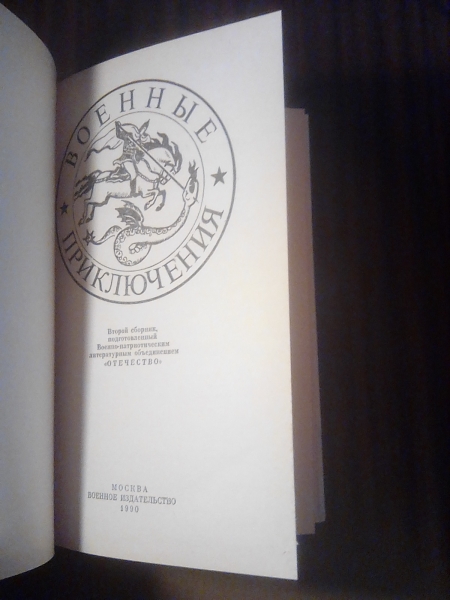 ВОЕННЫЕ
ПРИКЛЮЧЕНИЯ
Второй сборник,
подготовленный
Военно-патриотическим
литературным объединением
«ОТЕЧЕСТВО»
МОСКВА
ВОЕННОЕ ИЗДАТЕЛЬСТВО
1990